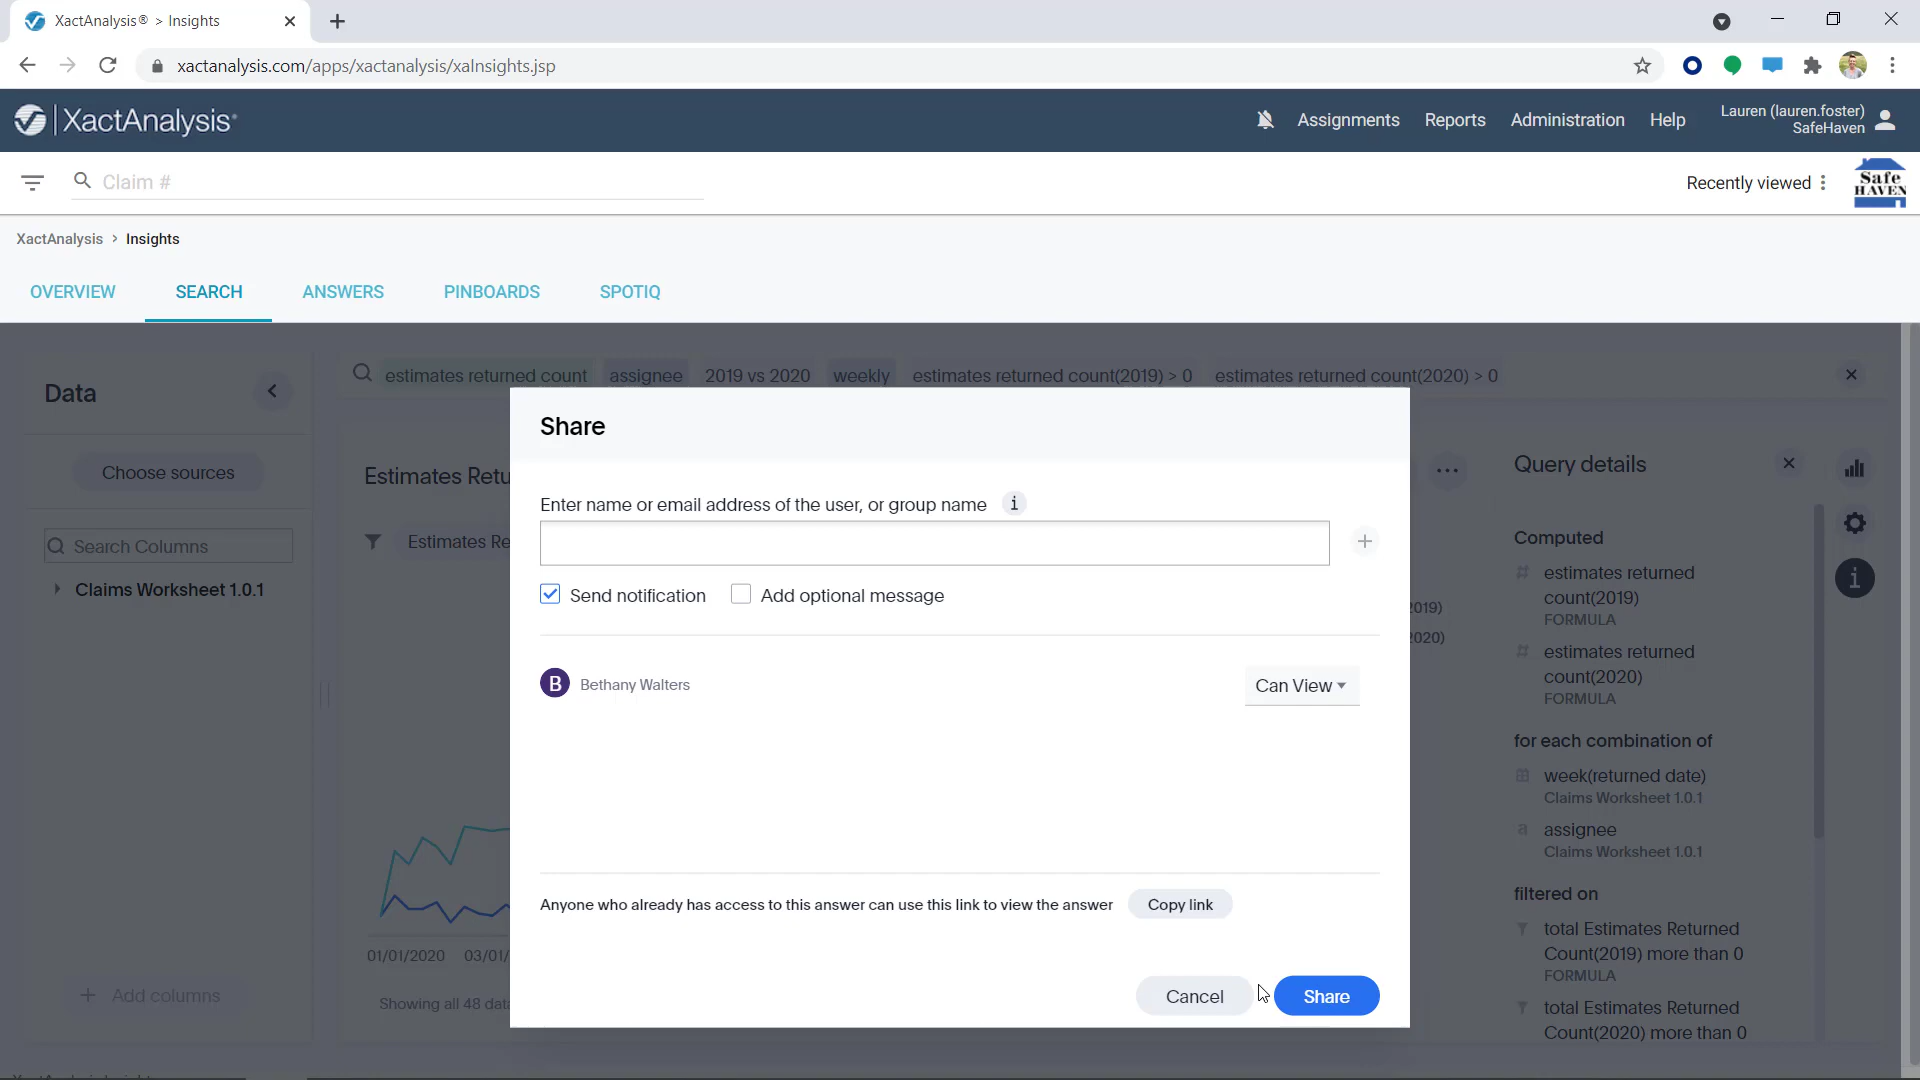 XactAnalysis® > Insights
xactanalysis.com/apps/xactanalysis/xaInsights.jsp
XactAnalysis®
Assignments
Reports
Administration
Help
Lauren (lauren.foster)
SafeHaven
Claim #
Recently viewed
Safe
HAVEN
XactAnalysis > Insights
OVERVIEW
SEARCH
ANSWERS
PINBOARDS
SPOTIQ
Data
Choose sources
Search Columns
Claims Worksheet 1.0.1
+ Add columns
estimates returned count assignee 2019 vs 2020 weekly estimates returned count(2019) > 0 estimates returned count(2020) > 0
Estimates Retu
Estimates Re
01/01/2020 03/01/
Showing all 48 data
Share
Enter name or email address of the user, or group name i
Send notification
Add optional message
B Bethany Walters
Can View
Anyone who already has access to this answer can use this link to view the answer
Copy link
Cancel
Share
2019)
2020)
Query details
Computed
# estimates returned
count(2019)
FORMULA
# estimates returned
count(2020)
FORMULA
for each combination of
week(returned date)
Claims Worksheet 1.0.1
a assignee
Claims Worksheet 1.0.1
filtered on
total Estimates Returned
Count(2019) more than 0
FORMULA
total Estimates Returned
Count(2020) more than 0
i